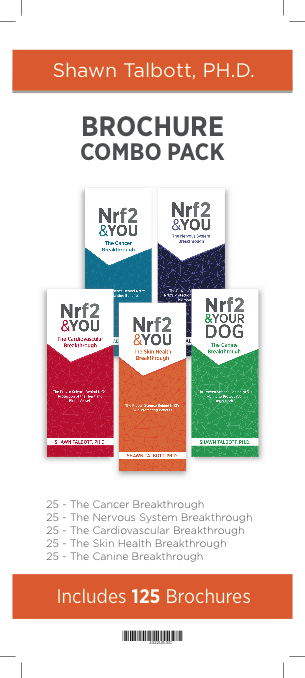 Shawn Talbott, PH.D.
BROCHURE
COMBO PACK
Nrf2
&YOU
The Cancer
Breakthrough
Nrf2
&YOU
The Nervous System
Breakthrough
Nrf2
&YOU
The Cardiovascular
Breakthrough
SHAWN TALBOTT, PH.D.
Nrf2
&YOU
The Skin Health
Breakthrough
SHAWN TALBOTT, PH.D.
Nrf2
&YOUR
DOG
The Canine
Breakthrough
SHAWN TALBOTT, PH.D.
25 - The Cancer Breakthrough
25 - The Nervous System Breakthrough
25 - The Cardiovascular Breakthrough
25 - The Skin Health Breakthrough
25 - The Canine Breakthrough
Includes 125 Brochures